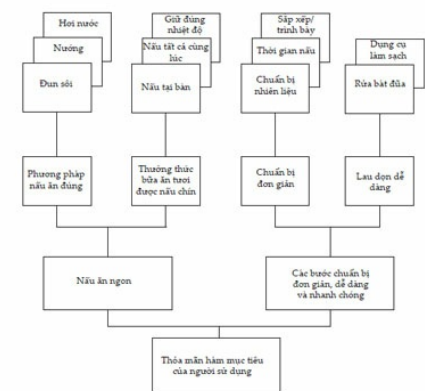 Hơi nước
Nướng
Đun sôi
Giữ đúng
nhiệt độ
Nấu tất cả cùng
lúc
Nấu tại bàn
Sắp xếp/
trình bày
Thời gian nấu
Chuẩn bị
nhiên liệu
Dụng cụ
làm sạch
Rửa bát đũa
Phương pháp
nấu ăn đúng
Thưởng thức
bữa ăn tươi
được nấu chín
Chuẩn bị
đơn giản
Lau dọn dễ
dàng
Nấu ăn ngon
Các bước chuẩn bị
đơn giản, dễ dàng
và nhanh chóng
Thỏa mãn hàm mục tiêu
của người sử dụng